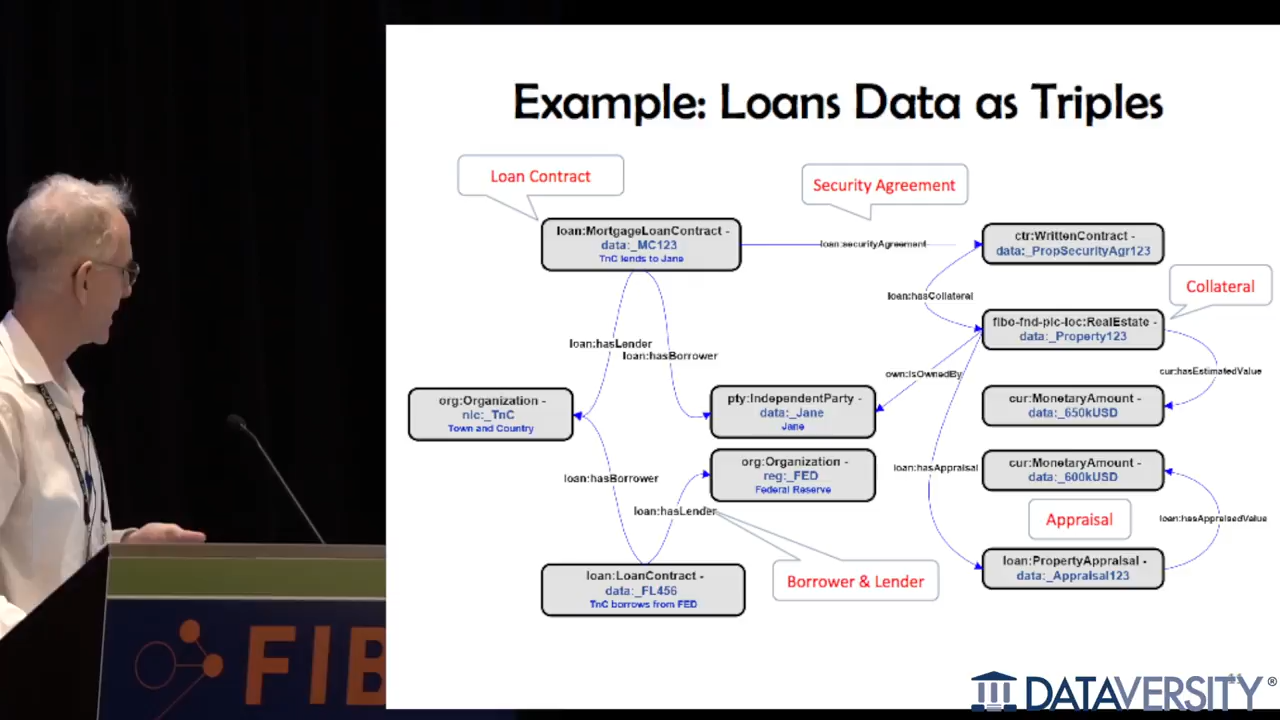 Example: Loans Data as Triples
Loan Contract
Security Agreement
loan:MortgageLoanContract -
data:_MC123
TnC lends to Jane
loan:securityAgreement
ctr:WrittenContract -
data:_PropSecurityAgr123
Collateral
loan:hasCollateral
fibo-fnd-plc-loc:RealEstate -
data:_Property123
loan:hasLender
loan:hasBorrower
own:isOwnedBy
cur:hasEstimatedValue
org:Organization -
nic:_TnC
Town and Country
pty:IndependentParty -
data:_Jane
Jane
cur:MonetaryAmount -
data:_650kUSD
org:Organization -
reg:_FED
Federal Reserve
loan:hasAppraisal
cur:MonetaryAmount -
data:_600kUSD
loan:hasBorrower
loan:hasLender
Appraisal
loan:hasAppraisedValue
loan:LoanContract -
data:_FL456
TnC borrows from FED
Borrower & Lender
loan:PropertyAppraisal -
data:_Appraisal123
FIB
DATAVERSITY®